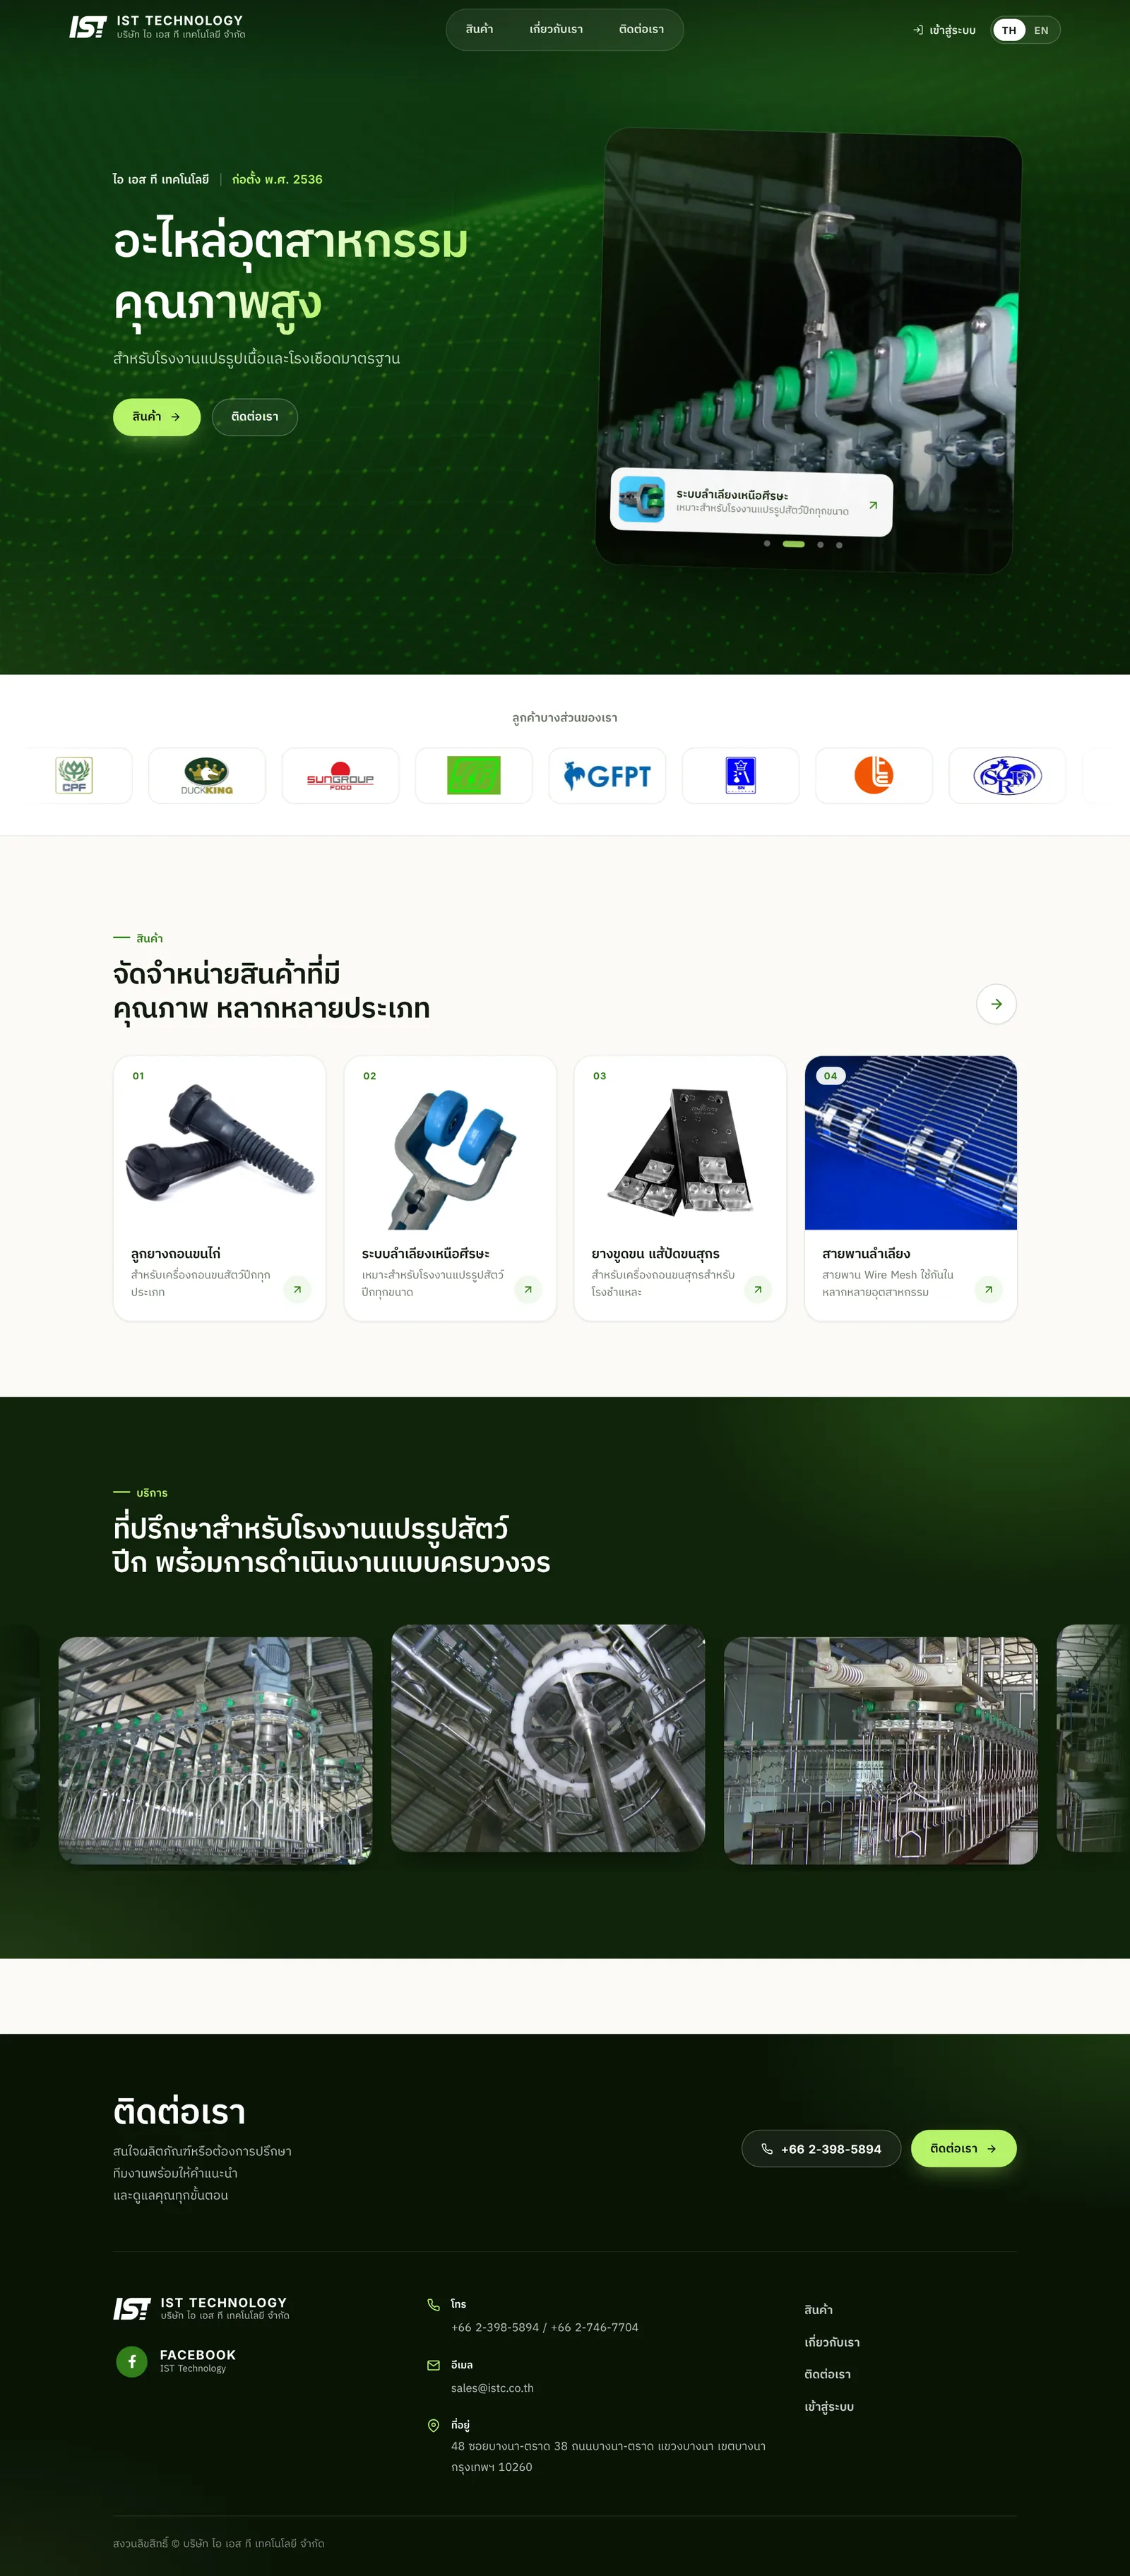 IST
IST TECHNOLOGY
บริษัท ไอ เอส ที เทคโนโลยี จำกัด
สินค้า
เกี่ยวกับเรา
ติดต่อเรา
เข้าสู่ระบบ
TH
EN
ไอ เอส ที เทคโนโลยี
ก่อตั้ง พ.ศ. 2536
อะไหล่อุตสาหกรรม
คุณภาพสูง
สำหรับโรงงานแปรรูปเนื้อและโรงเชือดมาตรฐาน
สินค้า
ติดต่อเรา
ระบบลำเลียงเหนือศีรษะ
เหมาะสำหรับโรงงานแปรรูปสัตว์ปีกทุกขนาด
ลูกค้าบางส่วนของเรา
CPF
DUCKKING
SUNGROUP
FOOD
GFPT
สินค้า
จัดจำหน่ายสินค้าที่มี
คุณภาพ หลากหลายประเภท
01
02
03
04
ลูกยางถอนขนไก่
สำหรับเครื่องถอนขนสัตว์ปีกทุก
ประเภท
ระบบลำเลียงเหนือศีรษะ
เหมาะสำหรับโรงงานแปรรูปสัตว์
ปีกทุกขนาด
ยางขูดขน แส้ปัดขนสุกร
สำหรับเครื่องถอนขนสุกรสำหรับ
โรงชำแหละ
สายพานลำเลียง
สายพาน Wire Mesh ใช้กันใน
หลากหลายอุตสาหกรรม
บริการ
ที่ปรึกษาสำหรับโรงงานแปรรูปสัตว์
ปีก พร้อมการดำเนินงานแบบครบวงจร
ติดต่อเรา
สนใจผลิตภัณฑ์หรือต้องการปรึกษา
ทีมงานพร้อมให้คำแนะนำ
และดูแลคุณทุกขั้นตอน
+66 2-398-5894
ติดต่อเรา
IST
IST TECHNOLOGY
บริษัท ไอ เอส ที เทคโนโลยี จำกัด
FACEBOOK
IST Technology
โทร
+66 2-398-5894 / +66 2-746-7704
อีเมล
sales@istc.co.th
ที่อยู่
48 ซอยบางนา-ตราด 38 ถนนบางนา-ตราด แขวงบางนา เขตบางนา
กรุงเทพฯ 10260
สินค้า
เกี่ยวกับเรา
ติดต่อเรา
เข้าสู่ระบบ
สงวนลิขสิทธิ์ © บริษัท ไอ เอส ที เทคโนโลยี จำกัด